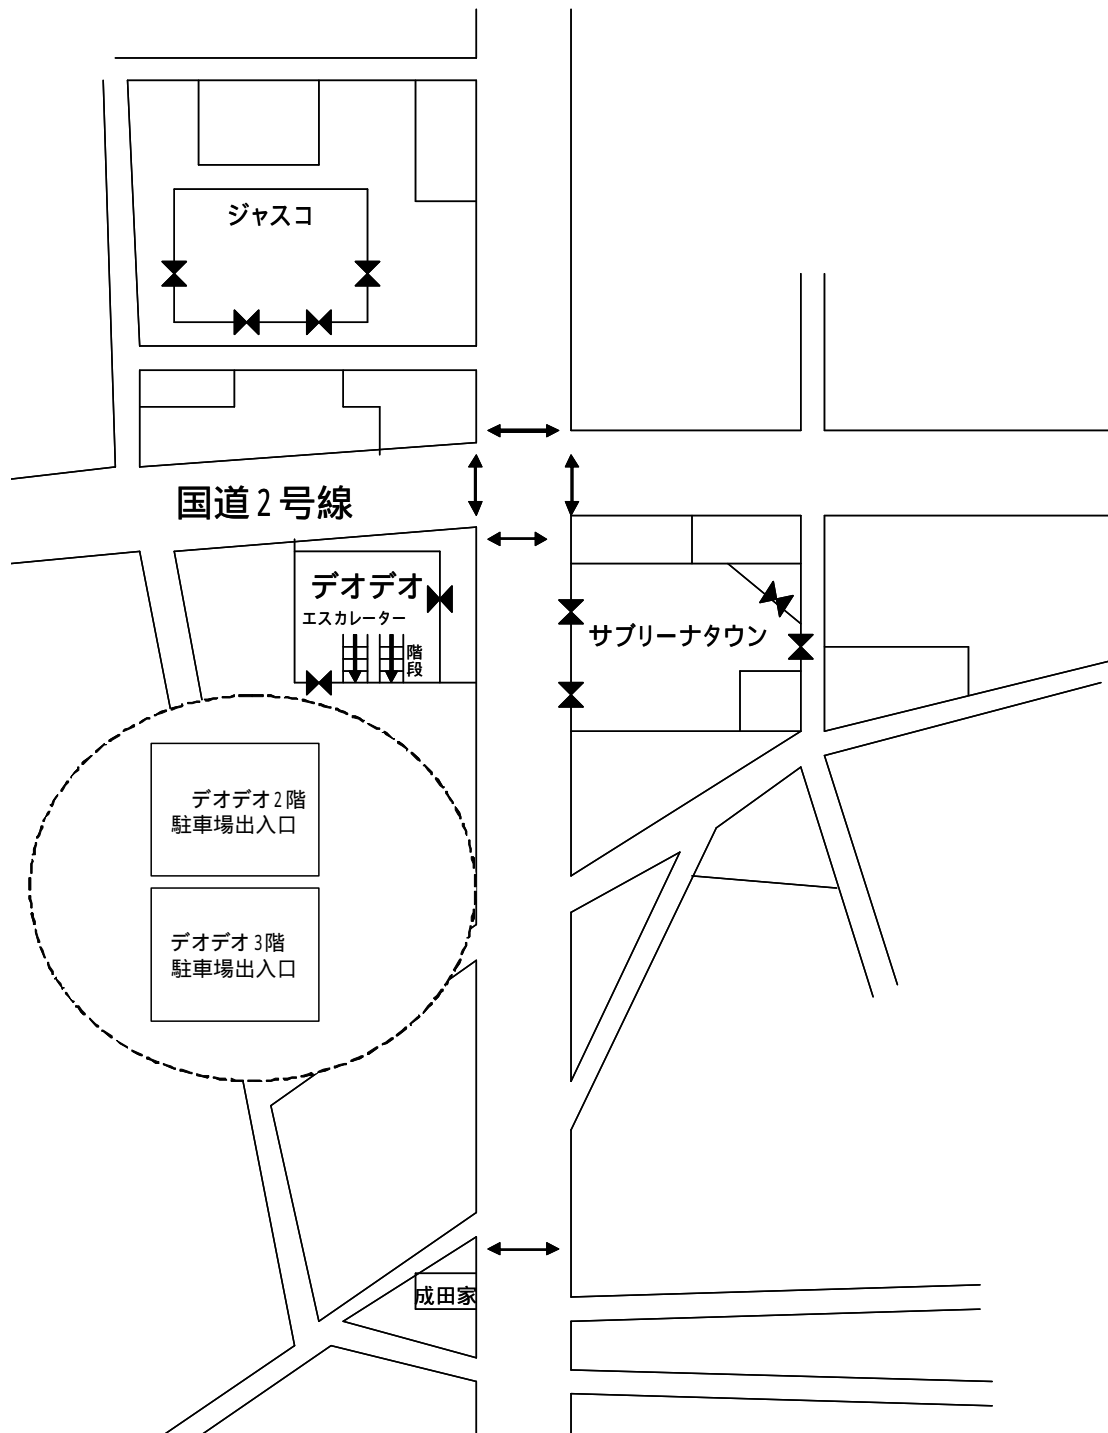 ジャスコ
国道2号線
デオデオ
エスカレーター
階
段
サブリーナタウン
デオデオ2階
駐車場出入口
デオデオ3階
駐車場出入口
成田家